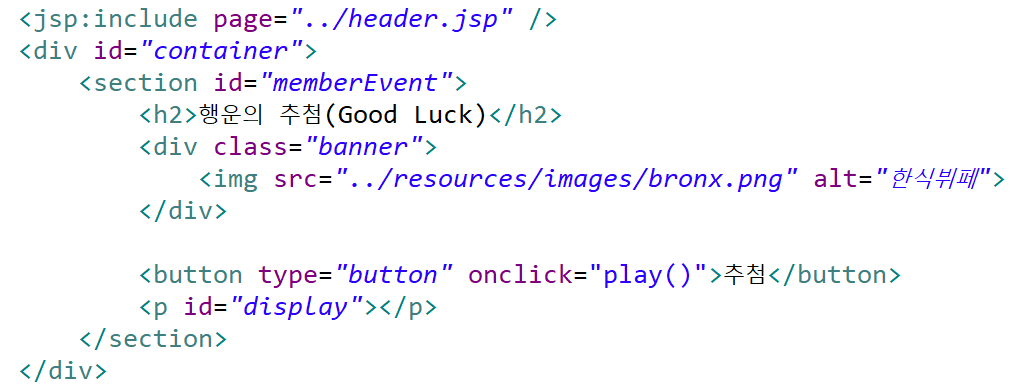 <jsp:include page="../header.jsp" />
<div id="container">
    <section id="memberEvent">
        <h2>행운의 추첨(Good Luck)</h2>
        <div class="banner">
            <img src="../resources/images/bronx.png" alt="한식뷔페">
        </div>

        <button type="button" onclick="play()">추첨</button>
        <p id="display"></p>
    </section>
</div>